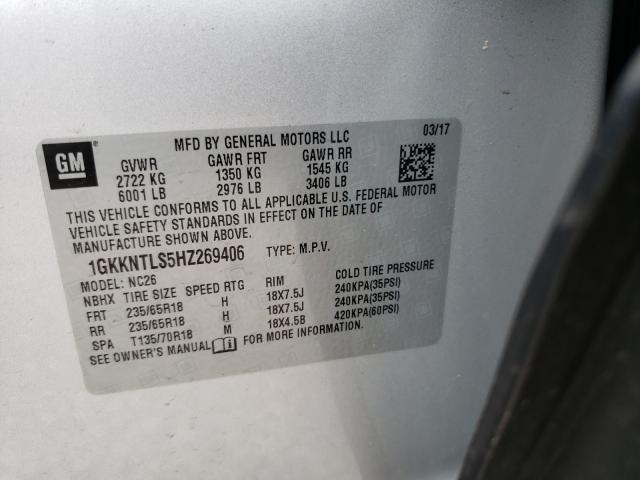 GM
MFD BY GENERAL MOTORS LLC 03/17
GVWR GAWR FRT GAWR RR
2722 KG 1350 KG 1545 KG
6001 LB 2976 LB 3406 LB
THIS VEHICLE CONFORMS TO ALL APPLICABLE U.S. FEDERAL MOTOR
VEHICLE SAFETY STANDARDS IN EFFECT ON THE DATE OF
MANUFACTURE SHOWN ABOVE.
1GKKNTLS5HZ269406 TYPE: M.P.V.
MODEL: NC26
NBHX TIRE SIZE SPEED RTG RIM COLD TIRE PRESSURE
FRT 235/65R18 H 18X7.5J 240KPA(35PSI)
RR 235/65R18 H 18X7.5J 240KPA(35PSI)
SPA T135/70R18 M 18X4.5B 420KPA(60PSI)
SEE OWNER'S MANUAL FOR MORE INFORMATION.